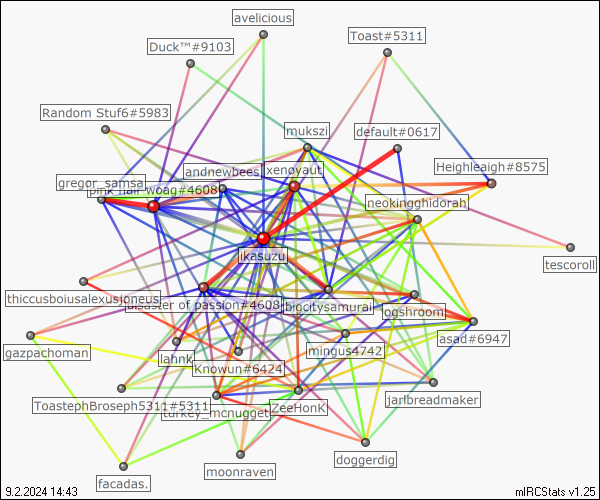 avelicious
Duck™#9103
Toast#5311
Random Stuf6#5983
mukszi
default#0617
andnewbees
xenoyaut
Heighleaigh#8575
gregor_samsa
woag#4608
neokingghidorah
ikasuzu
tescoroll
thiccusboiusalexusjoneus
disaster of passion#4608
bigcitysamurai
ogshroom
gazpachoman
lahnk
Knowun#6424
mingus4742
asad#6947
ToastephBroseph5311#5311
turkey_mcnugget
ZeeHonK
jarlbreadmaker
facadas.
moonraven
doggerdig
9.2.2024 14:43
mIRCStats v1.25